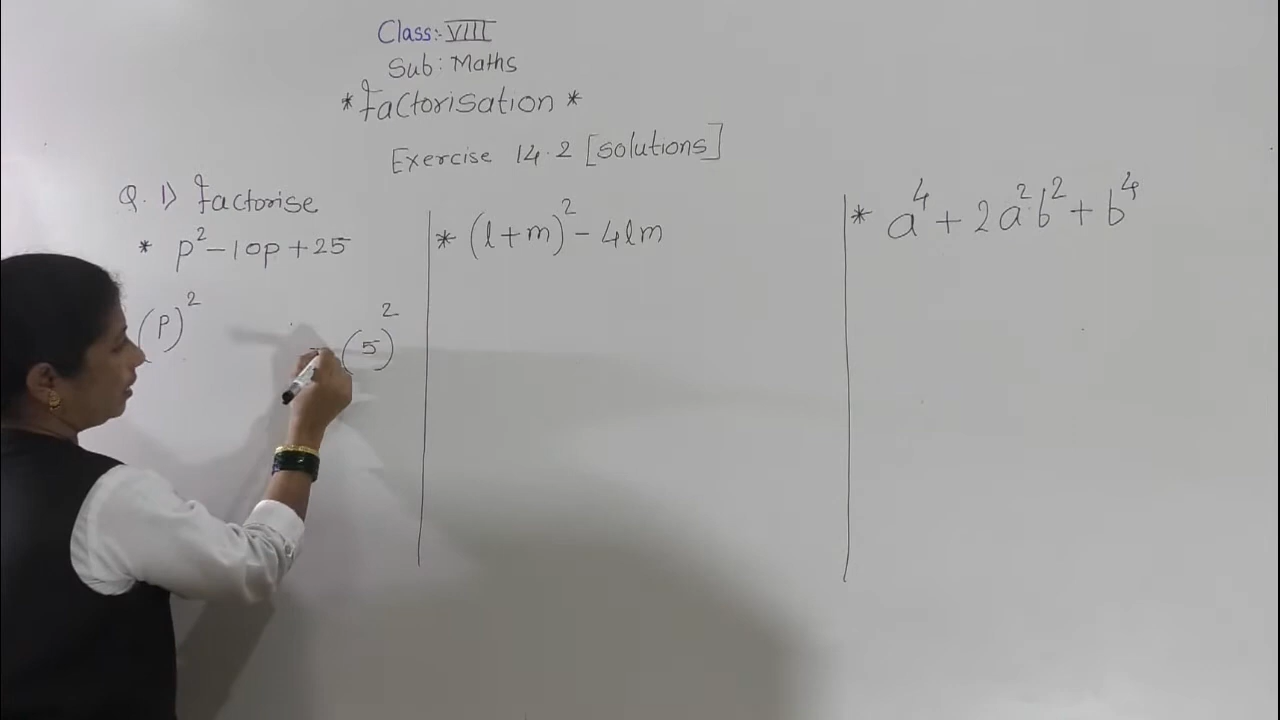 Class:- VIII
Sub: Maths
* Factorisation *
Exercise 14.2 [solutions]
Q. 1) Factorise
* p² - 10p + 25
(p)² (5)²
* (l+m)² - 4lm
* a⁴ + 2a²b² + b⁴